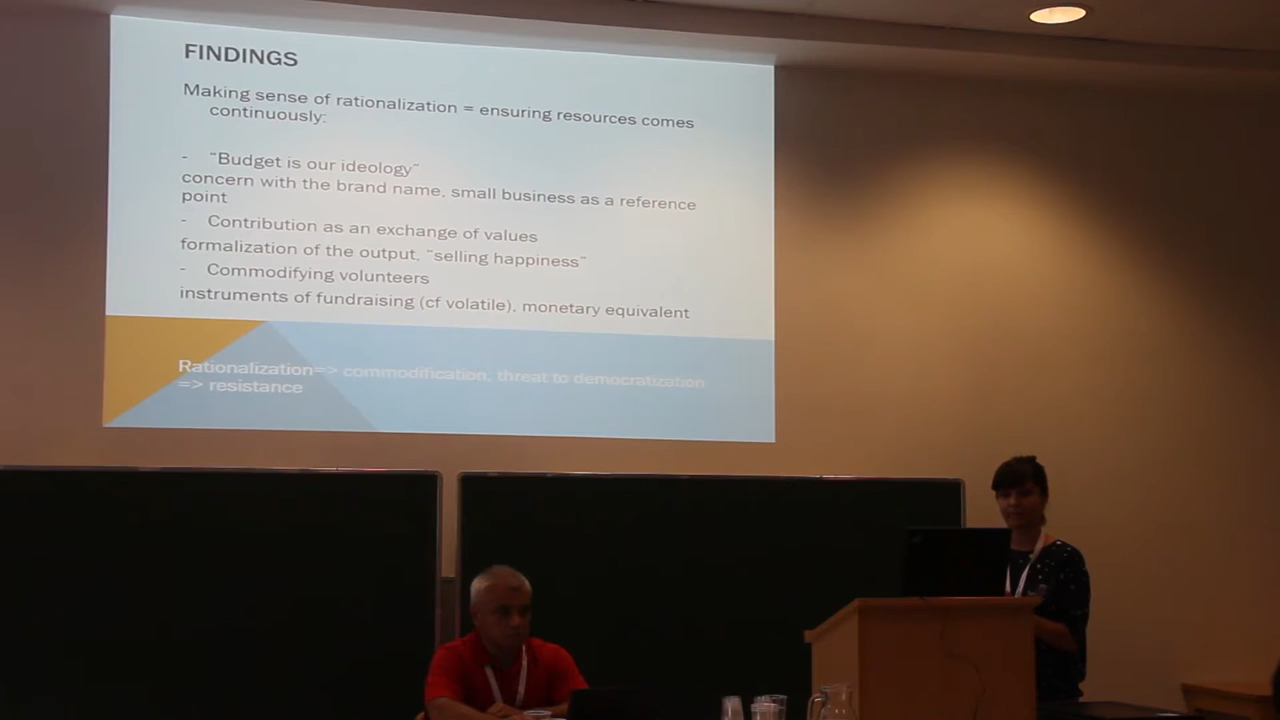 FINDINGS
Making sense of rationalization = ensuring resources comes
continuously:
- "Budget is our ideology"
concern with the brand name, small business as a reference
point
- Contribution as an exchange of values
formalization of the output, "selling happiness"
- Commodifying volunteers
instruments of fundraising (cf volatile), monetary equivalent
Rationalization=> commodification, threat to democratization
=> resistance